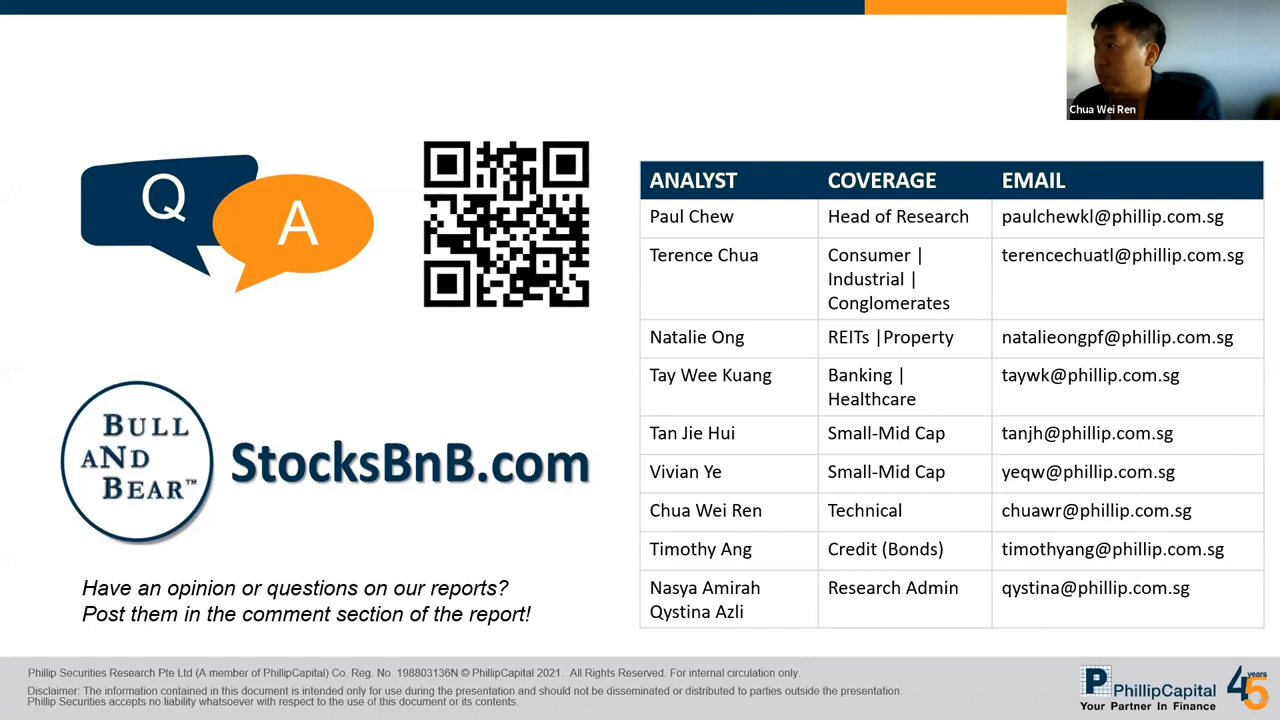 Chua Wei Ren
Q
A
BULL
AND
BEAR™
StocksBnB.com
Have an opinion or questions on our reports?
Post them in the comment section of the report!
ANALYST COVERAGE EMAIL
Paul Chew Head of Research paulchewkl@phillip.com.sg
Terence Chua Consumer | terencechuatl@phillip.com.sg
Industrial |
Conglomerates
Natalie Ong REITs |Property natalieongpf@phillip.com.sg
Tay Wee Kuang Banking | taywk@phillip.com.sg
Healthcare
Tan Jie Hui Small-Mid Cap tanjh@phillip.com.sg
Vivian Ye Small-Mid Cap yeqw@phillip.com.sg
Chua Wei Ren Technical chuawr@phillip.com.sg
Timothy Ang Credit (Bonds) timothyang@phillip.com.sg
Nasya Amirah Research Admin qystina@phillip.com.sg
Qystina Azli
Phillip Securities Research Pte Ltd (A member of PhillipCapital) Co. Reg. No. 198803136N © PhillipCapital 2021. All Rights Reserved. For internal circulation only.
Disclaimer: The information contained in this document is intended only for use during the presentation and should not be disseminated or distributed to parties outside the presentation.
Phillip Securities accepts no liability whatsoever with respect to the use of this document or its contents.
P PhillipCapital
Your Partner In Finance
45 years